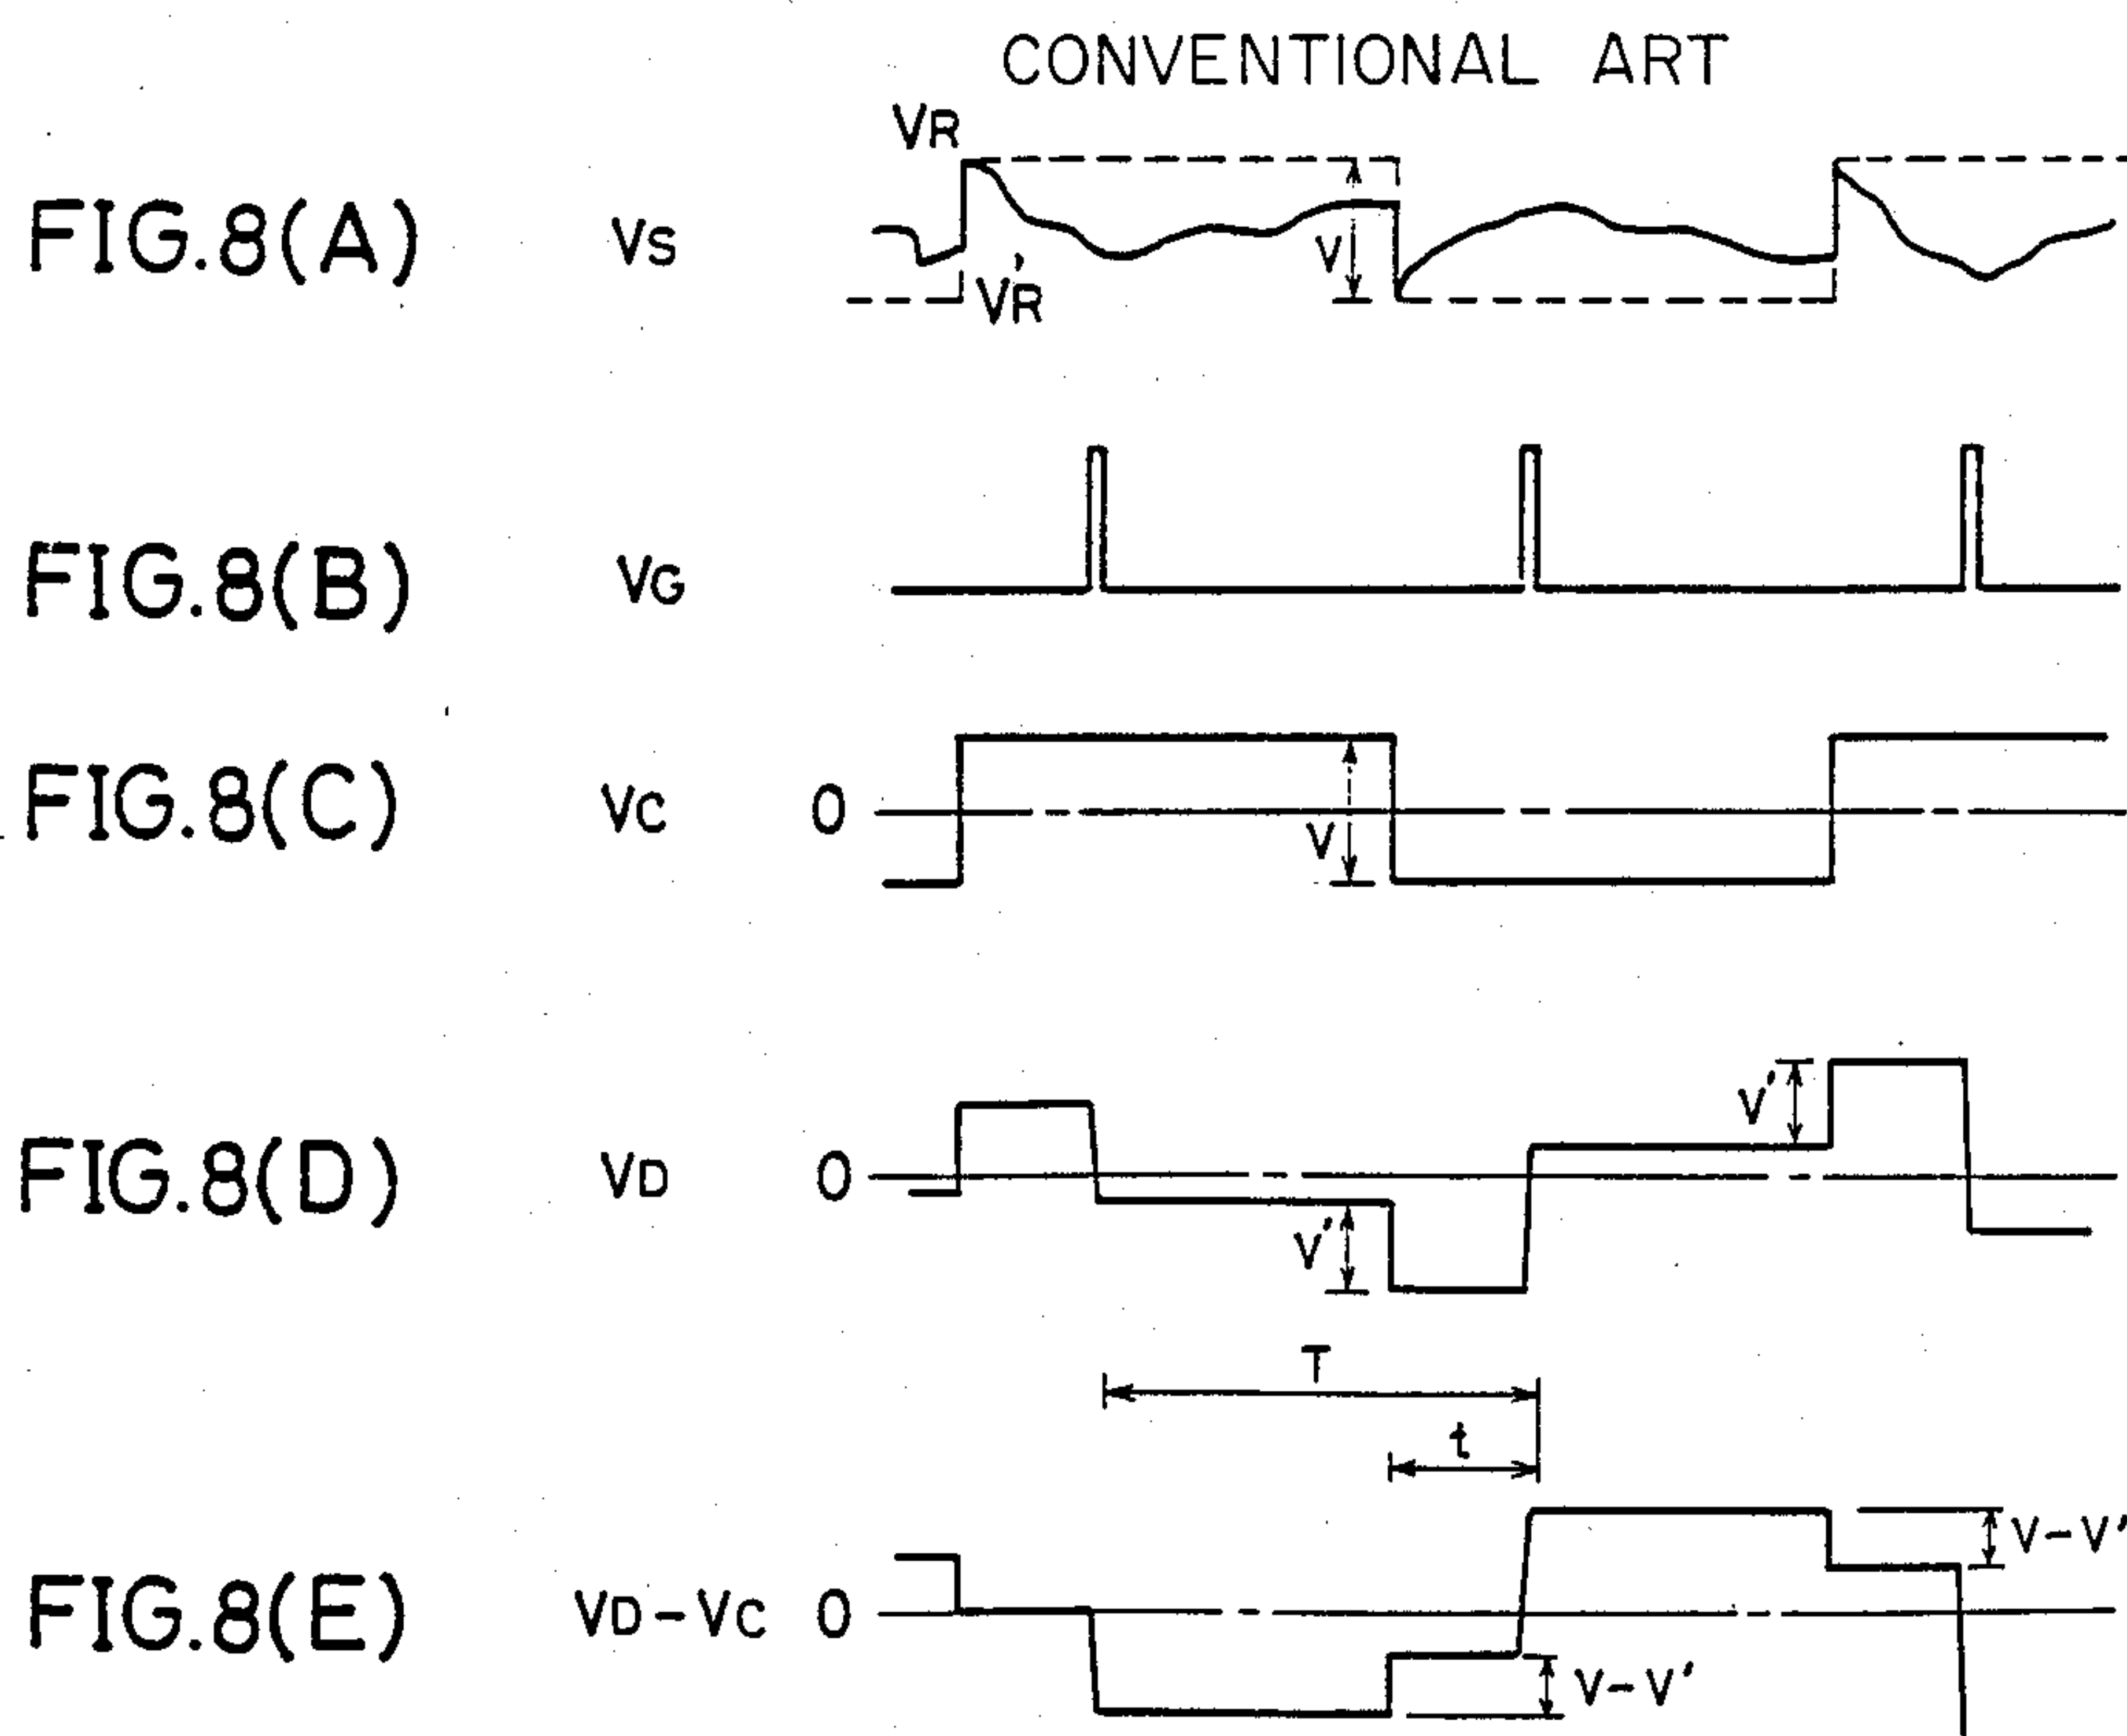 CONVENTIONAL ART
VR
FIG.8(A) VS V
V'R
FIG.8(B) VG
FIG.8(C) VC 0 V
V'
FIG.8(D) VD 0
V'
T
t
V-V'
FIG.8(E) VD-VC 0
V-V'